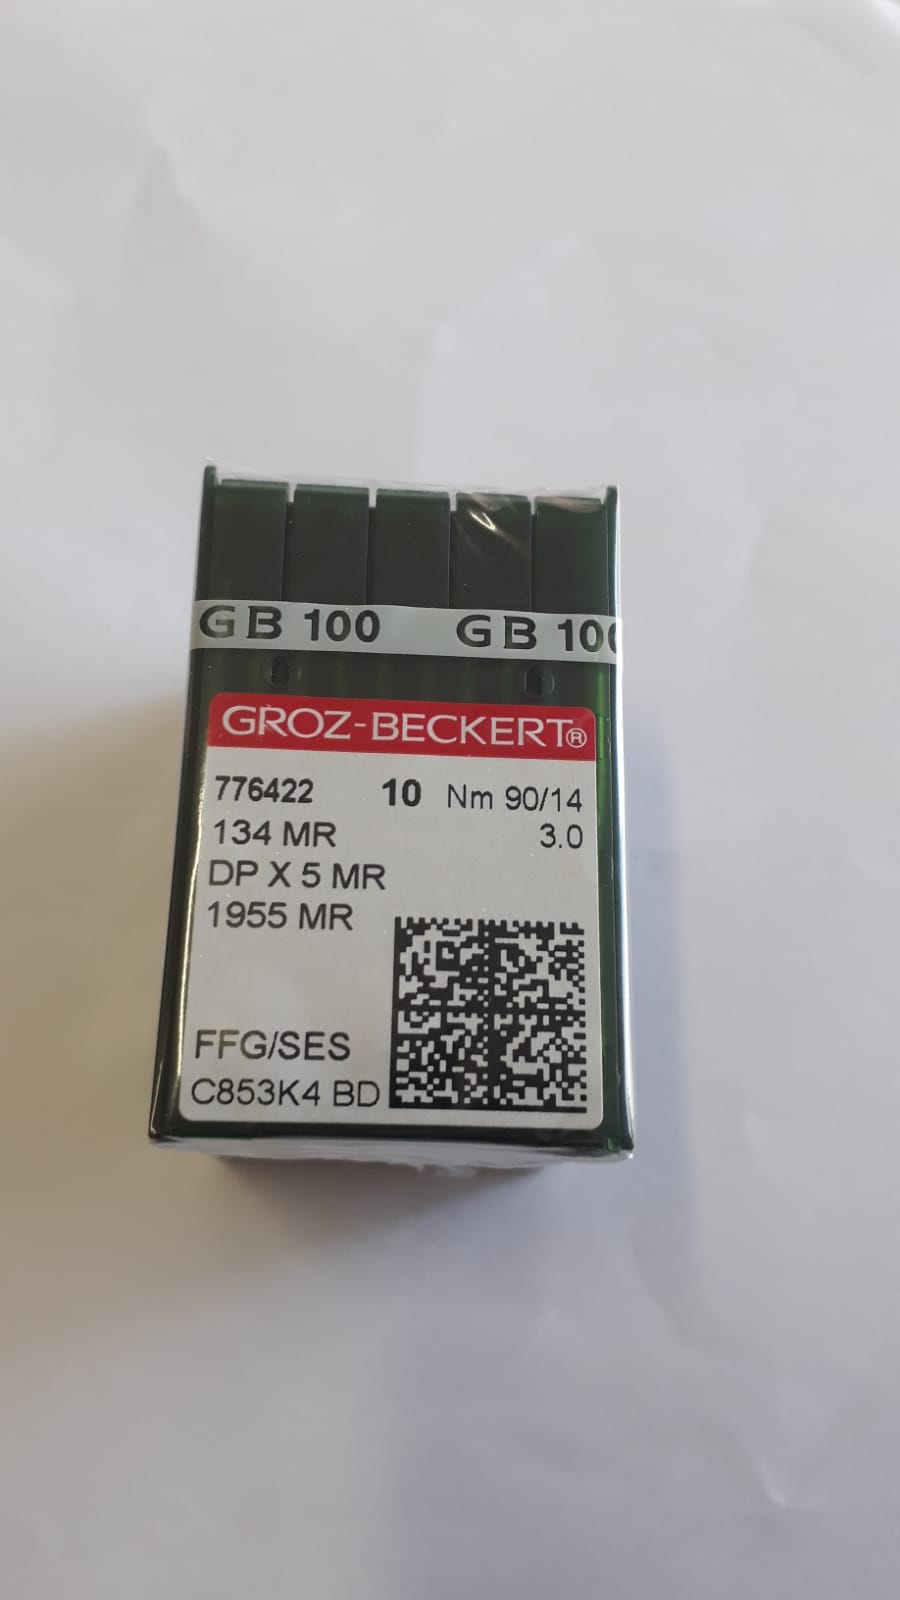 GB 100 GB 100
GROZ-BECKERT®
776422 10 Nm 90/14
134 MR 3.0
DP X 5 MR
1955 MR
FFG/SES
C853K4 BD